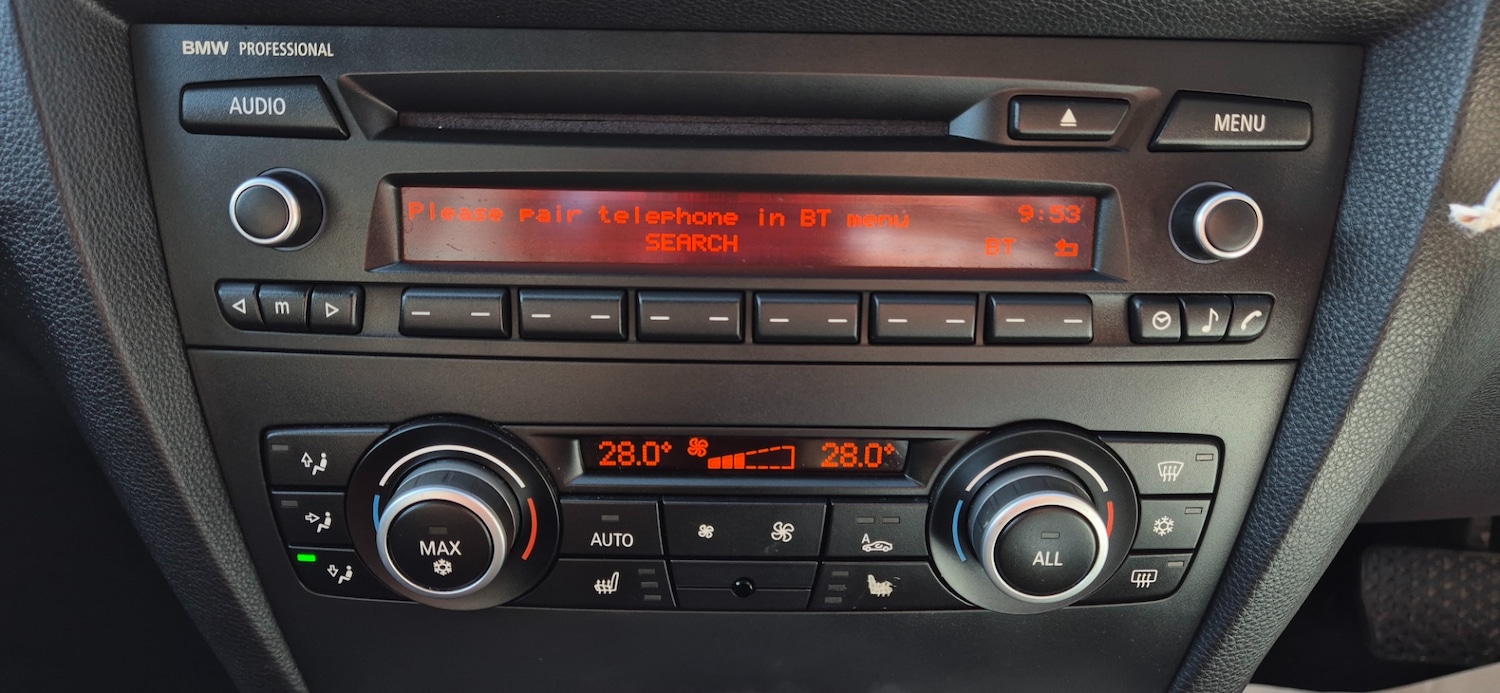 BMW PROFESSIONAL
AUDIO
MENU
Please pair telephone in BT menu 9:53
SEARCH BT
m
28.0° 28.0°
MAX
AUTO
A
ALL